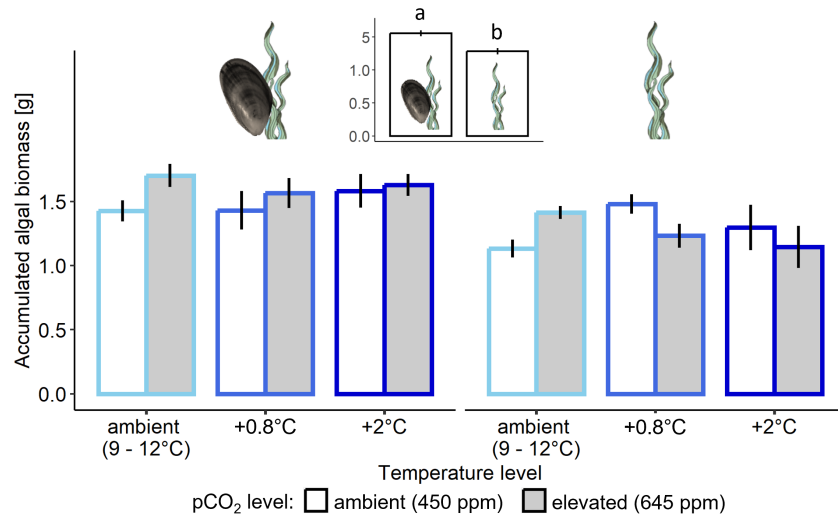 a
b
5
1.0
0.5
0.0
Accumulated algal biomass [g]
1.5
1.0
0.5
0.0
ambient
(9 - 12°C)
+0.8°C
+2°C
ambient
(9 - 12°C)
+0.8°C
+2°C
Temperature level
pCO₂ level: ambient (450 ppm) elevated (645 ppm)